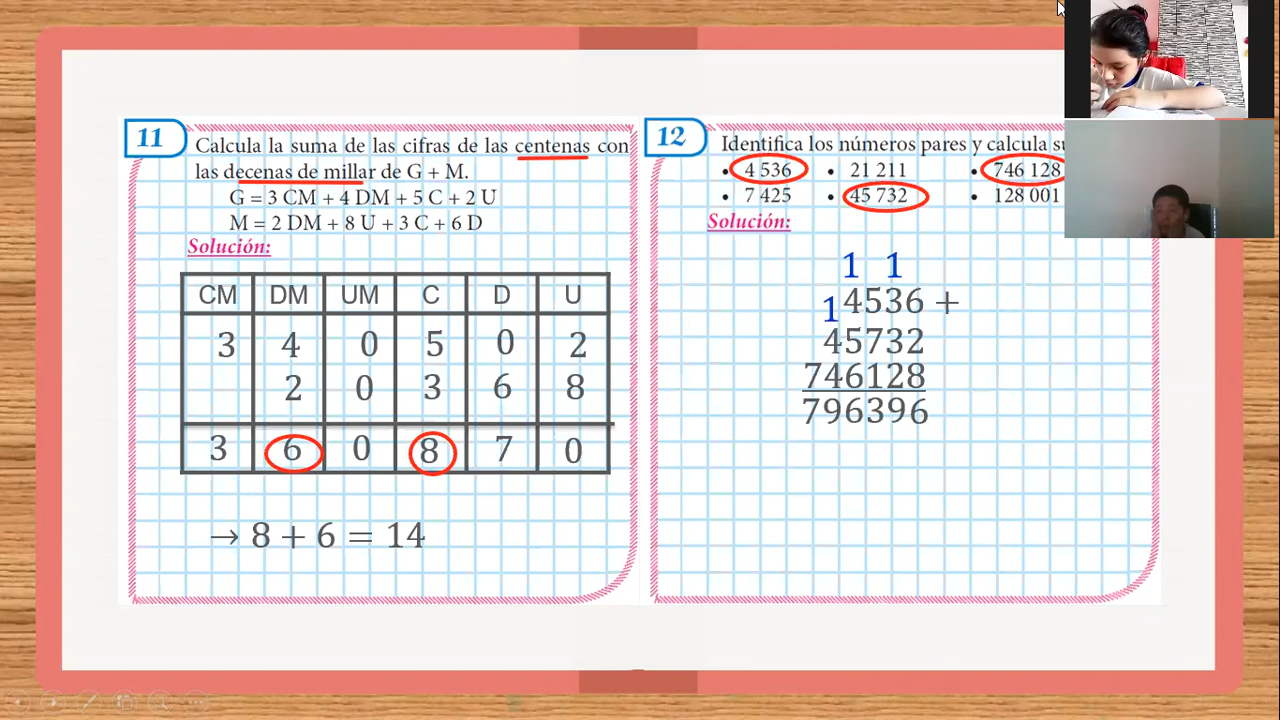 11
Calcula la suma de las cifras de las centenas con
las decenas de millar de G + M.
G = 3 CM + 4 DM + 5 C + 2 U
M = 2 DM + 8 U + 3 C + 6 D
Solución:
CM DM UM C D U
3 4 0 5 0 2
2 0 3 6 8
3 6 0 8 7 0
→ 8 + 6 = 14
12
Identifica los números pares y calcula su
• 4 536 • 21 211 • 746 128
• 7 425 • 45 732 • 128 001
Solución:
1 1
1 4536 +
45732
746128
796396